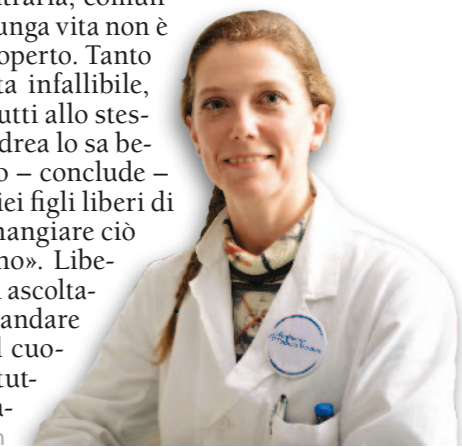 ntraria, comun
unga vita non è
operto. Tanto
ta infallibile,
utti allo stes-
drea lo sa be-
o – conclude –
iei figli liberi di
mangiare ciò
no». Libe-
ascolta-
andare
l cuo-
tut-